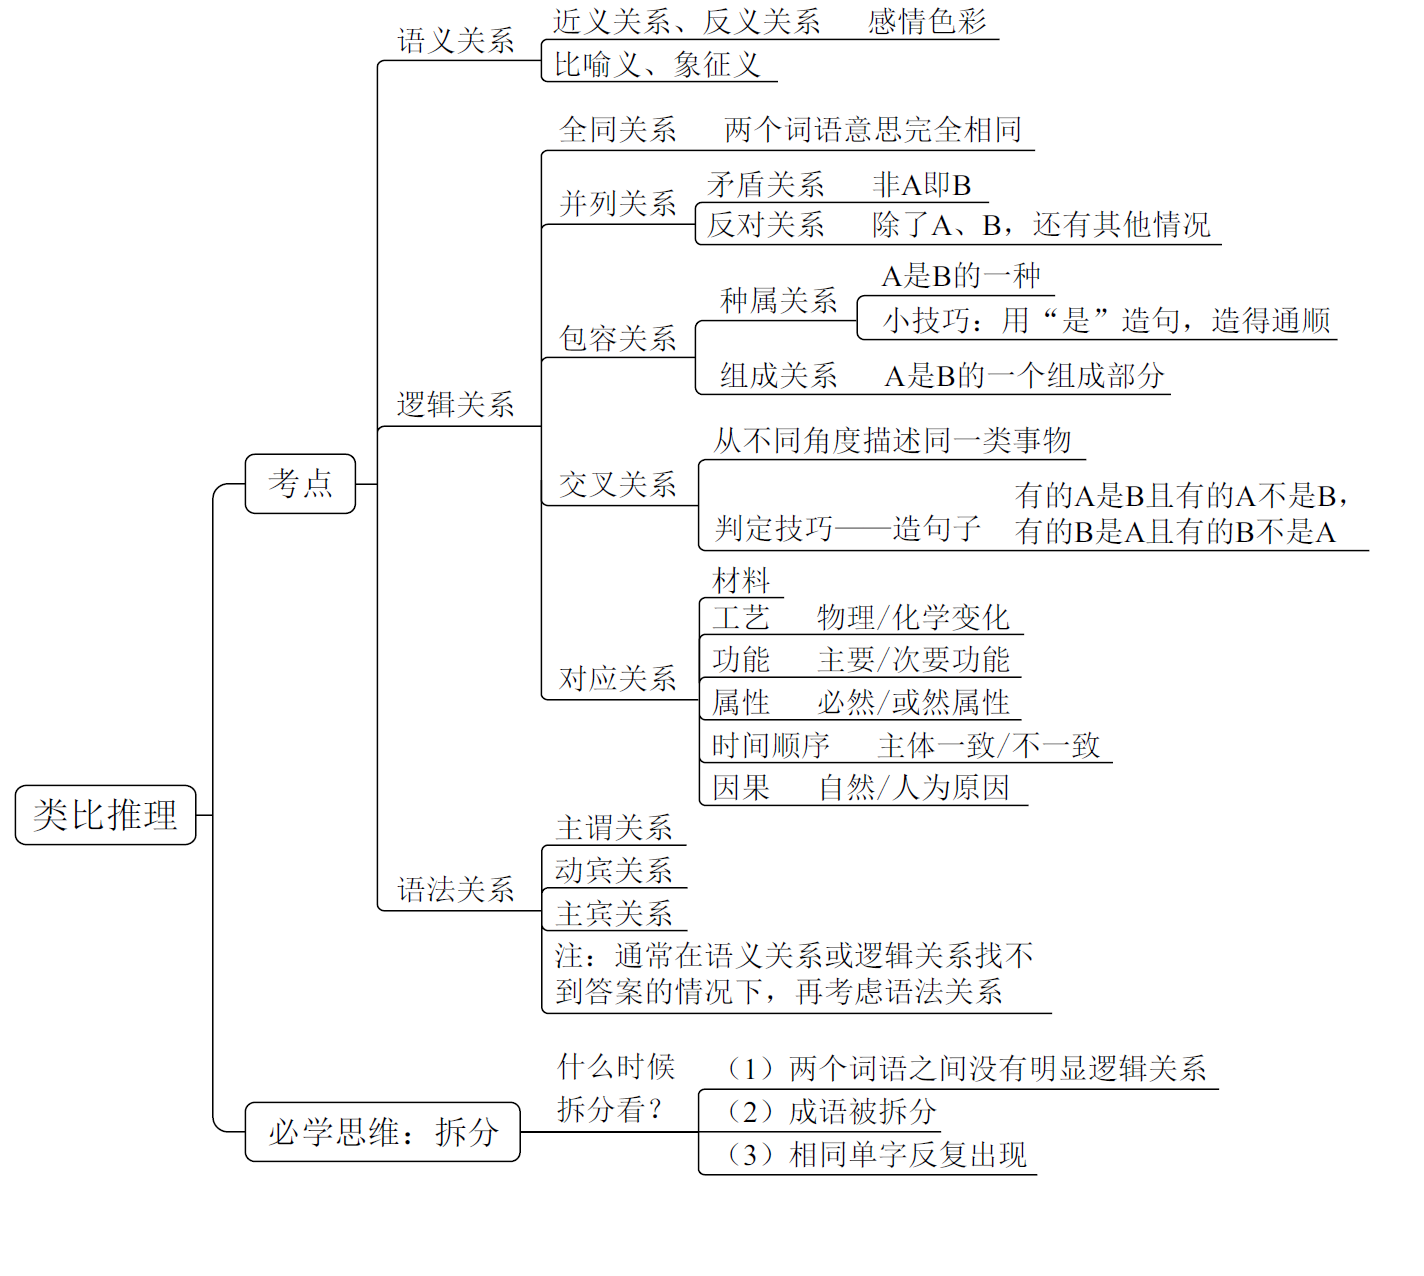 类比推理
考点
语义关系
近义关系、反义关系 感情色彩
比喻义、象征义
逻辑关系
全同关系 两个词语意思完全相同
并列关系
矛盾关系 非A即B
反对关系 除了A、B，还有其他情况
包容关系
种属关系
A是B的一种
小技巧：用“是”造句，造得通顺
组成关系 A是B的一个组成部分
交叉关系
从不同角度描述同一类事物
判定技巧——造句子
有的A是B且有的A不是B，
有的B是A且有的B不是A
对应关系
材料
工艺 物理/化学变化
功能 主要/次要功能
属性 必然/或然属性
时间顺序 主体一致/不一致
因果 自然/人为原因
语法关系
主谓关系
动宾关系
主宾关系
注：通常在语义关系或逻辑关系找不
到答案的情况下，再考虑语法关系
必学思维：拆分
什么时候
拆分看？
（1）两个词语之间没有明显逻辑关系
（2）成语被拆分
（3）相同单字反复出现